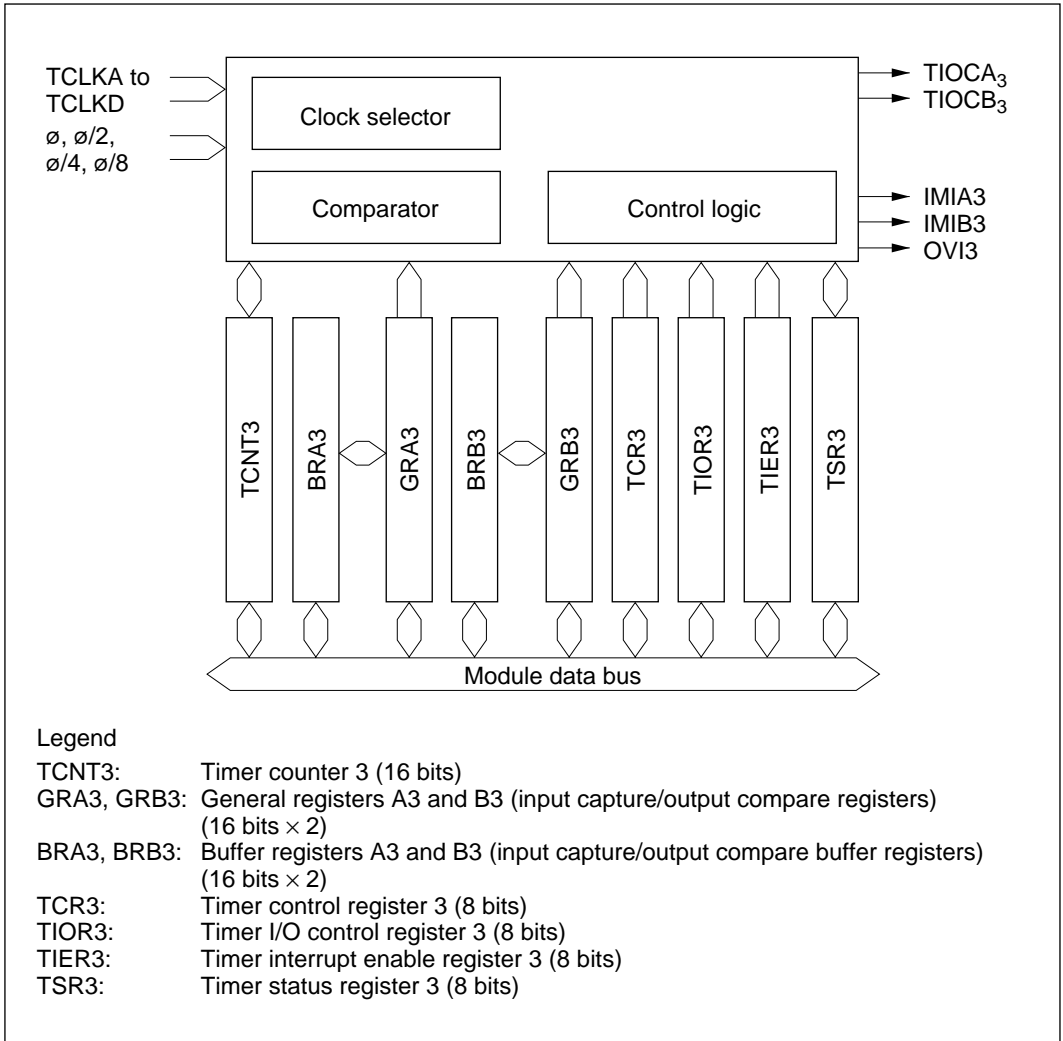 TCLKA to
TCLKD
ø, ø/2,
ø/4, ø/8
Clock selector
Comparator
Control logic
TIOCA3
TIOCB3
IMIA3
IMIB3
OVI3
TCNT3
BRA3
GRA3
BRB3
GRB3
TCR3
TIOR3
TIER3
TSR3
Module data bus
Legend
TCNT3: Timer counter 3 (16 bits)
GRA3, GRB3: General registers A3 and B3 (input capture/output compare registers)
(16 bits × 2)
BRA3, BRB3: Buffer registers A3 and B3 (input capture/output compare buffer registers)
(16 bits × 2)
TCR3: Timer control register 3 (8 bits)
TIOR3: Timer I/O control register 3 (8 bits)
TIER3: Timer interrupt enable register 3 (8 bits)
TSR3: Timer status register 3 (8 bits)